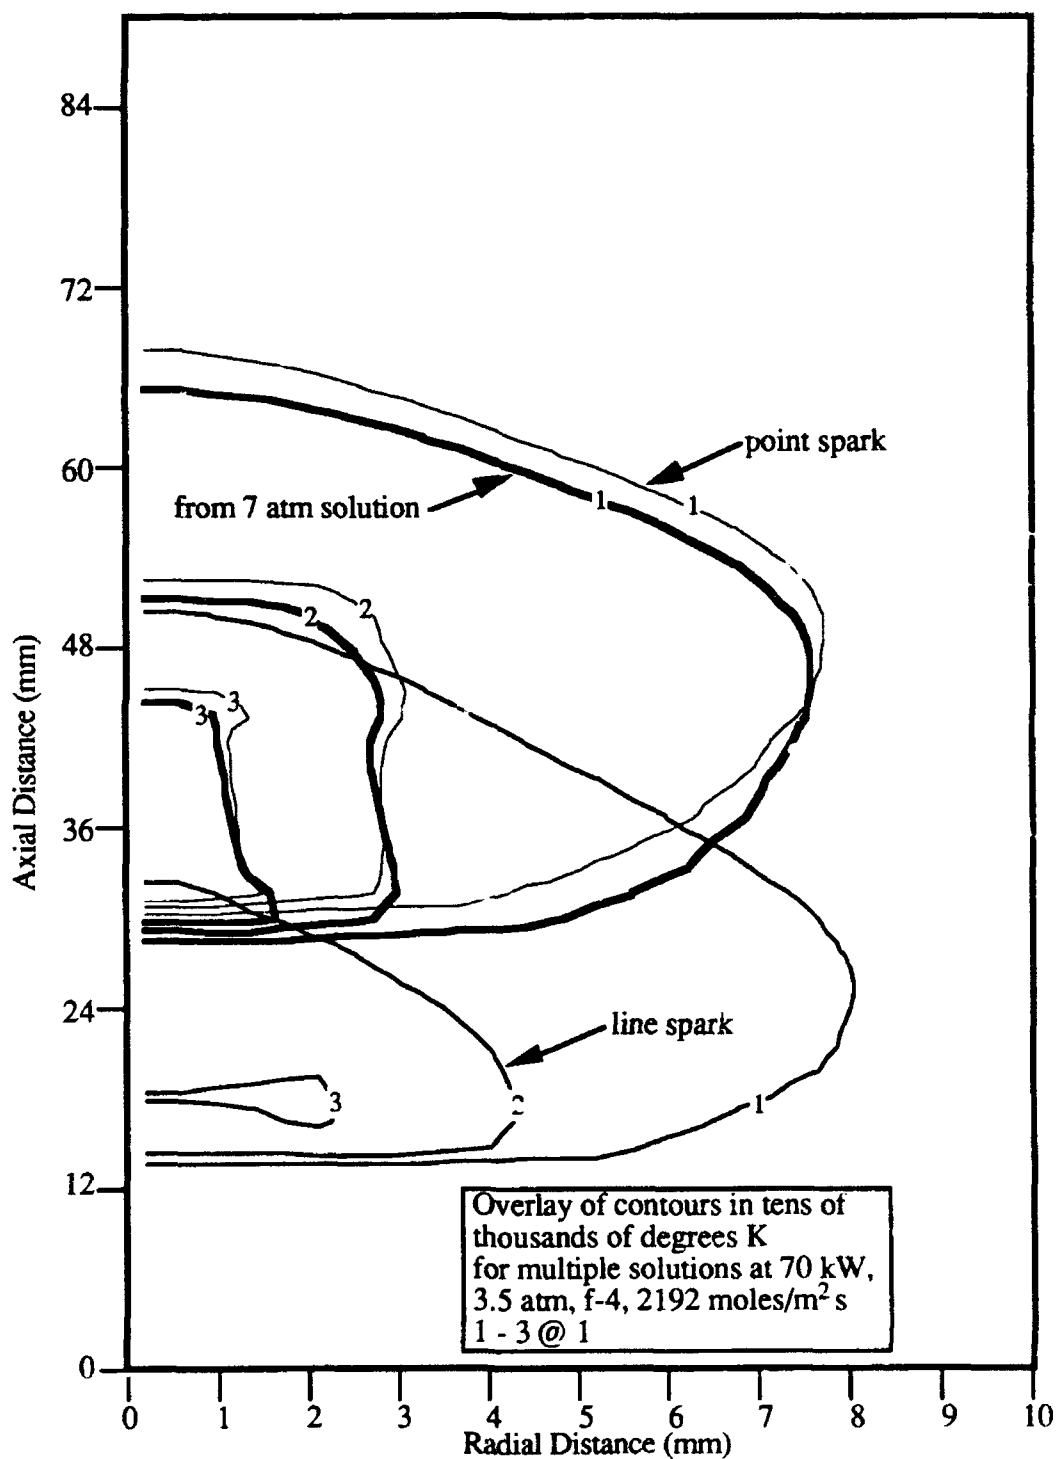 84
72
60
48
36
24
12
0
Axial Distance (mm)
point spark
from 7 atm solution
1
1
2
2
3
3
line spark
3
2
1
Overlay of contours in tens of
thousands of degrees K
for multiple solutions at 70 kW,
3.5 atm, f-4, 2192 moles/m² s
1 - 3 @ 1
0 1 2 3 4 5 6 7 8 9 10
Radial Distance (mm)